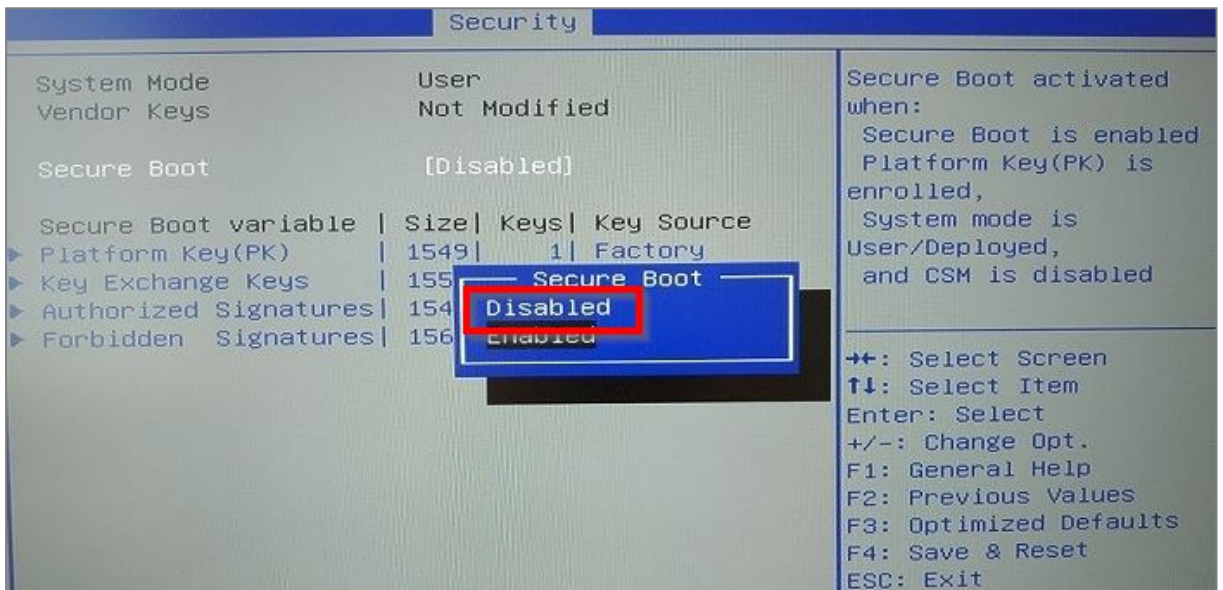 Security
System Mode User
Vendor Keys Not Modified
Secure Boot [Disabled]
Secure Boot variable | Size| Keys| Key Source
Platform Key(PK) | 1549| 1| Factory
Key Exchange Keys | 155
Authorized Signatures| 154
Forbidden Signatures| 156
Secure Boot
Disabled
Enabled
Secure Boot activated
when:
Secure Boot is enabled
Platform Key(PK) is
enrolled,
System mode is
User/Deployed,
and CSM is disabled
→←: Select Screen
↑↓: Select Item
Enter: Select
+/-: Change Opt.
F1: General Help
F2: Previous Values
F3: Optimized Defaults
F4: Save & Reset
ESC: Exit